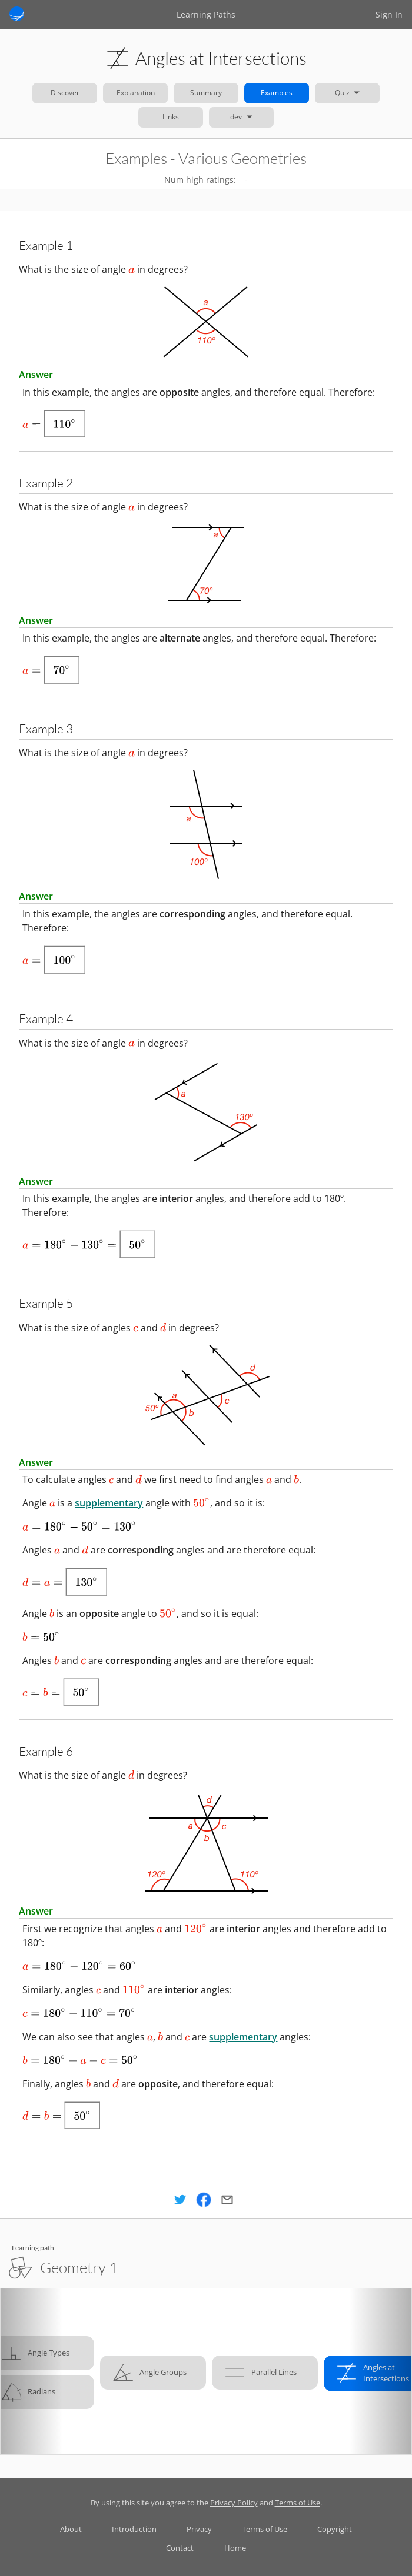 Learning Paths
Sign In
Angles at Intersections
Discover
Explanation
Summary
Examples
Quiz
Links
dev
Examples - Various Geometries
Num high ratings: -
Example 1
What is the size of angle a in degrees?
a
110°
Answer
In this example, the angles are opposite angles, and therefore equal. Therefore:
a = 110°
Example 2
What is the size of angle a in degrees?
a
70°
Answer
In this example, the angles are alternate angles, and therefore equal. Therefore:
a = 70°
Example 3
What is the size of angle a in degrees?
a
100°
Answer
In this example, the angles are corresponding angles, and therefore equal.
Therefore:
a = 100°
Example 4
What is the size of angle a in degrees?
a
130°
Answer
In this example, the angles are interior angles, and therefore add to 180°.
Therefore:
a = 180° − 130° = 50°
Example 5
What is the size of angles c and d in degrees?
d
a
c
50°
b
Answer
To calculate angles c and d we first need to find angles a and b.
Angle a is a supplementary angle with 50°, and so it is:
a = 180° − 50° = 130°
Angles a and d are corresponding angles and are therefore equal:
d = a = 130°
Angle b is an opposite angle to 50°, and so it is equal:
b = 50°
Angles b and c are corresponding angles and are therefore equal:
c = b = 50°
Example 6
What is the size of angle d in degrees?
d
a
c
b
120°
110°
Answer
First we recognize that angles a and 120° are interior angles and therefore add to
180°:
a = 180° − 120° = 60°
Similarly, angles c and 110° are interior angles:
c = 180° − 110° = 70°
We can also see that angles a, b and c are supplementary angles:
b = 180° − a − c = 50°
Finally, angles b and d are opposite, and therefore equal:
d = b = 50°
Learning path
Geometry 1
Angle Types
Radians
Angle Groups
Parallel Lines
Angles at
Intersections
By using this site you agree to the Privacy Policy and Terms of Use.
About
Introduction
Privacy
Terms of Use
Copyright
Contact
Home